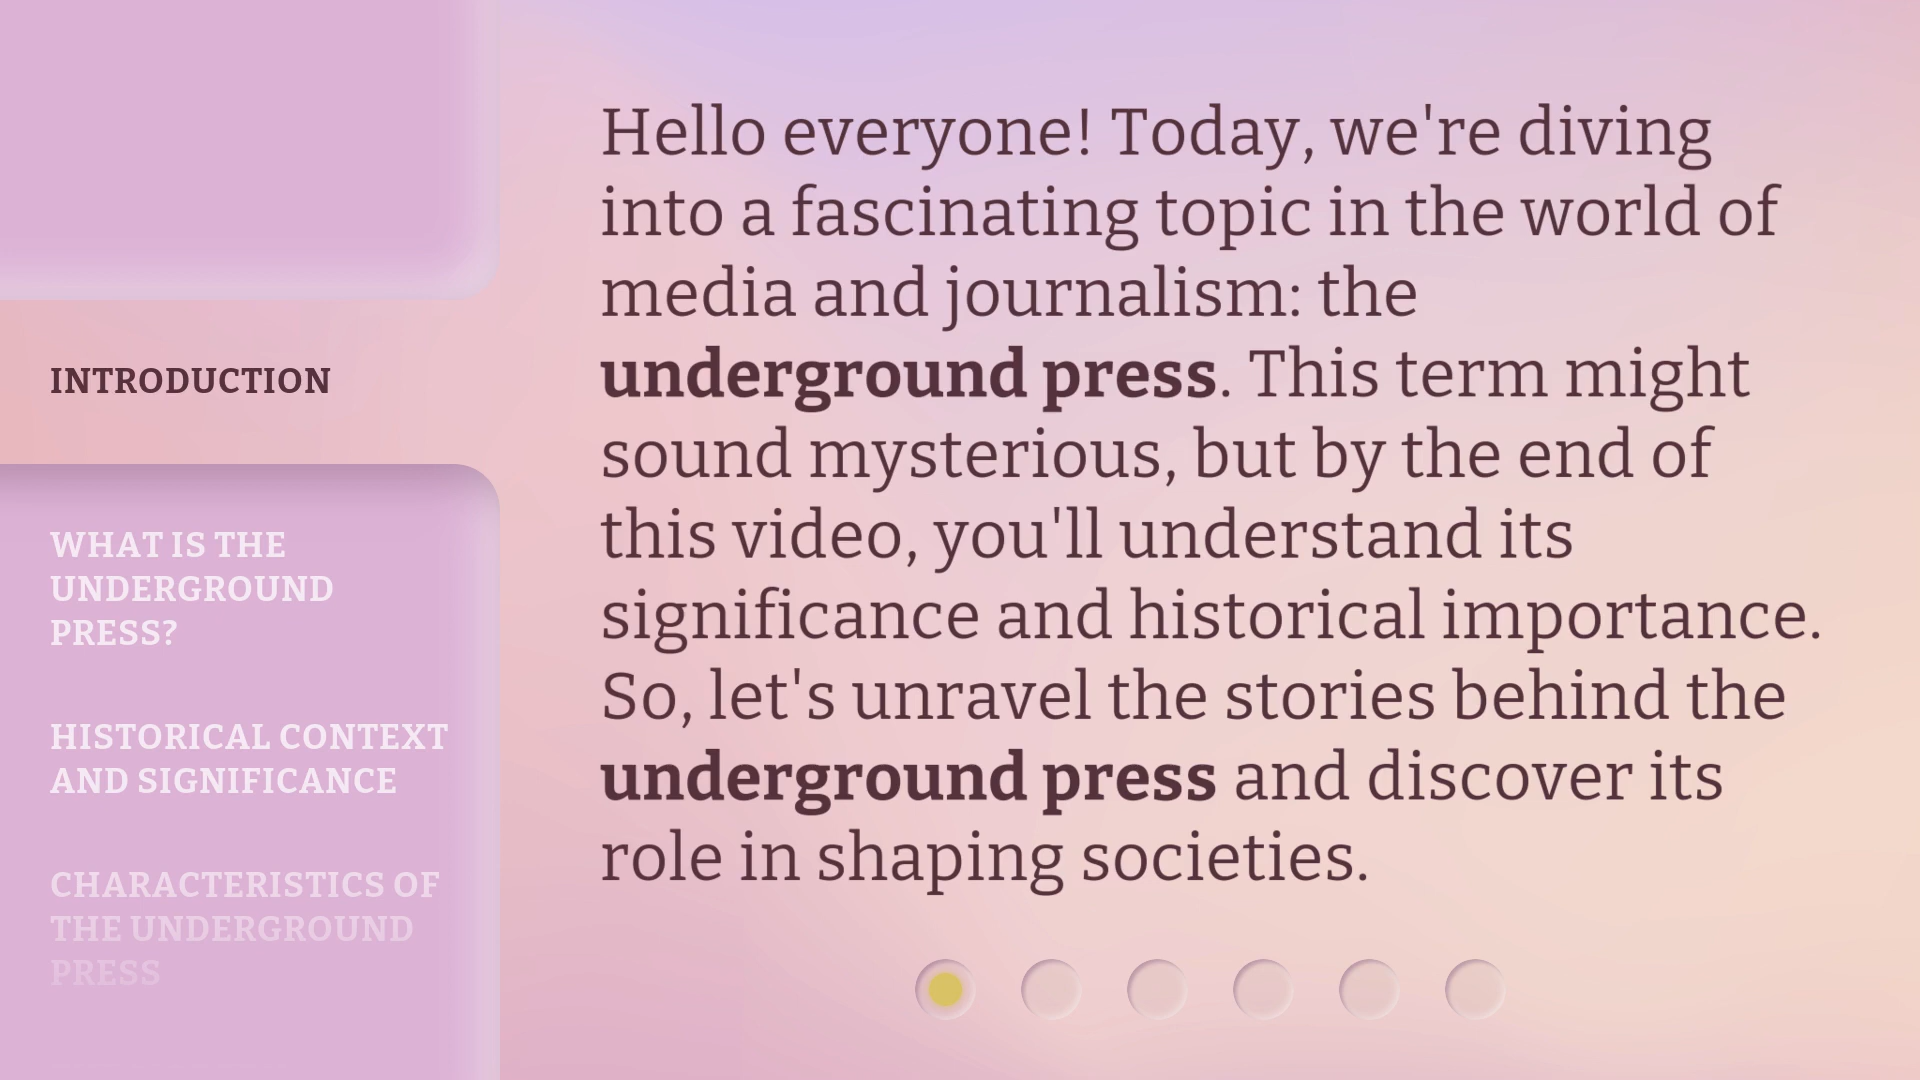 INTRODUCTION
WHAT IS THE
UNDERGROUND
PRESS?
HISTORICAL CONTEXT
AND SIGNIFICANCE
CHARACTERISTICS OF
THE UNDERGROUND
PRESS
Hello everyone! Today, we're diving
into a fascinating topic in the world of
media and journalism: the
underground press. This term might
sound mysterious, but by the end of
this video, you'll understand its
significance and historical importance.
So, let's unravel the stories behind the
underground press and discover its
role in shaping societies.